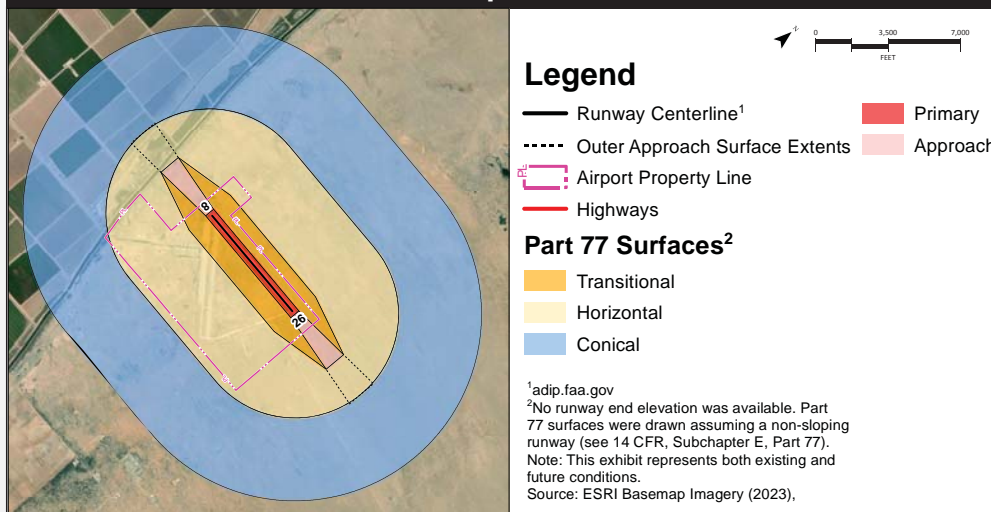 0 3,500 7,000
FEET
Legend
Runway Centerline1
Outer Approach Surface Extents
PL
Airport Property Line
Highways
Primary
Approach
Part 77 Surfaces2
Transitional
Horizontal
Conical
1adip.faa.gov
2No runway end elevation was available. Part
77 surfaces were drawn assuming a non-sloping
runway (see 14 CFR, Subchapter E, Part 77).
Note: This exhibit represents both existing and
future conditions.
Source: ESRI Basemap Imagery (2023),
8
26